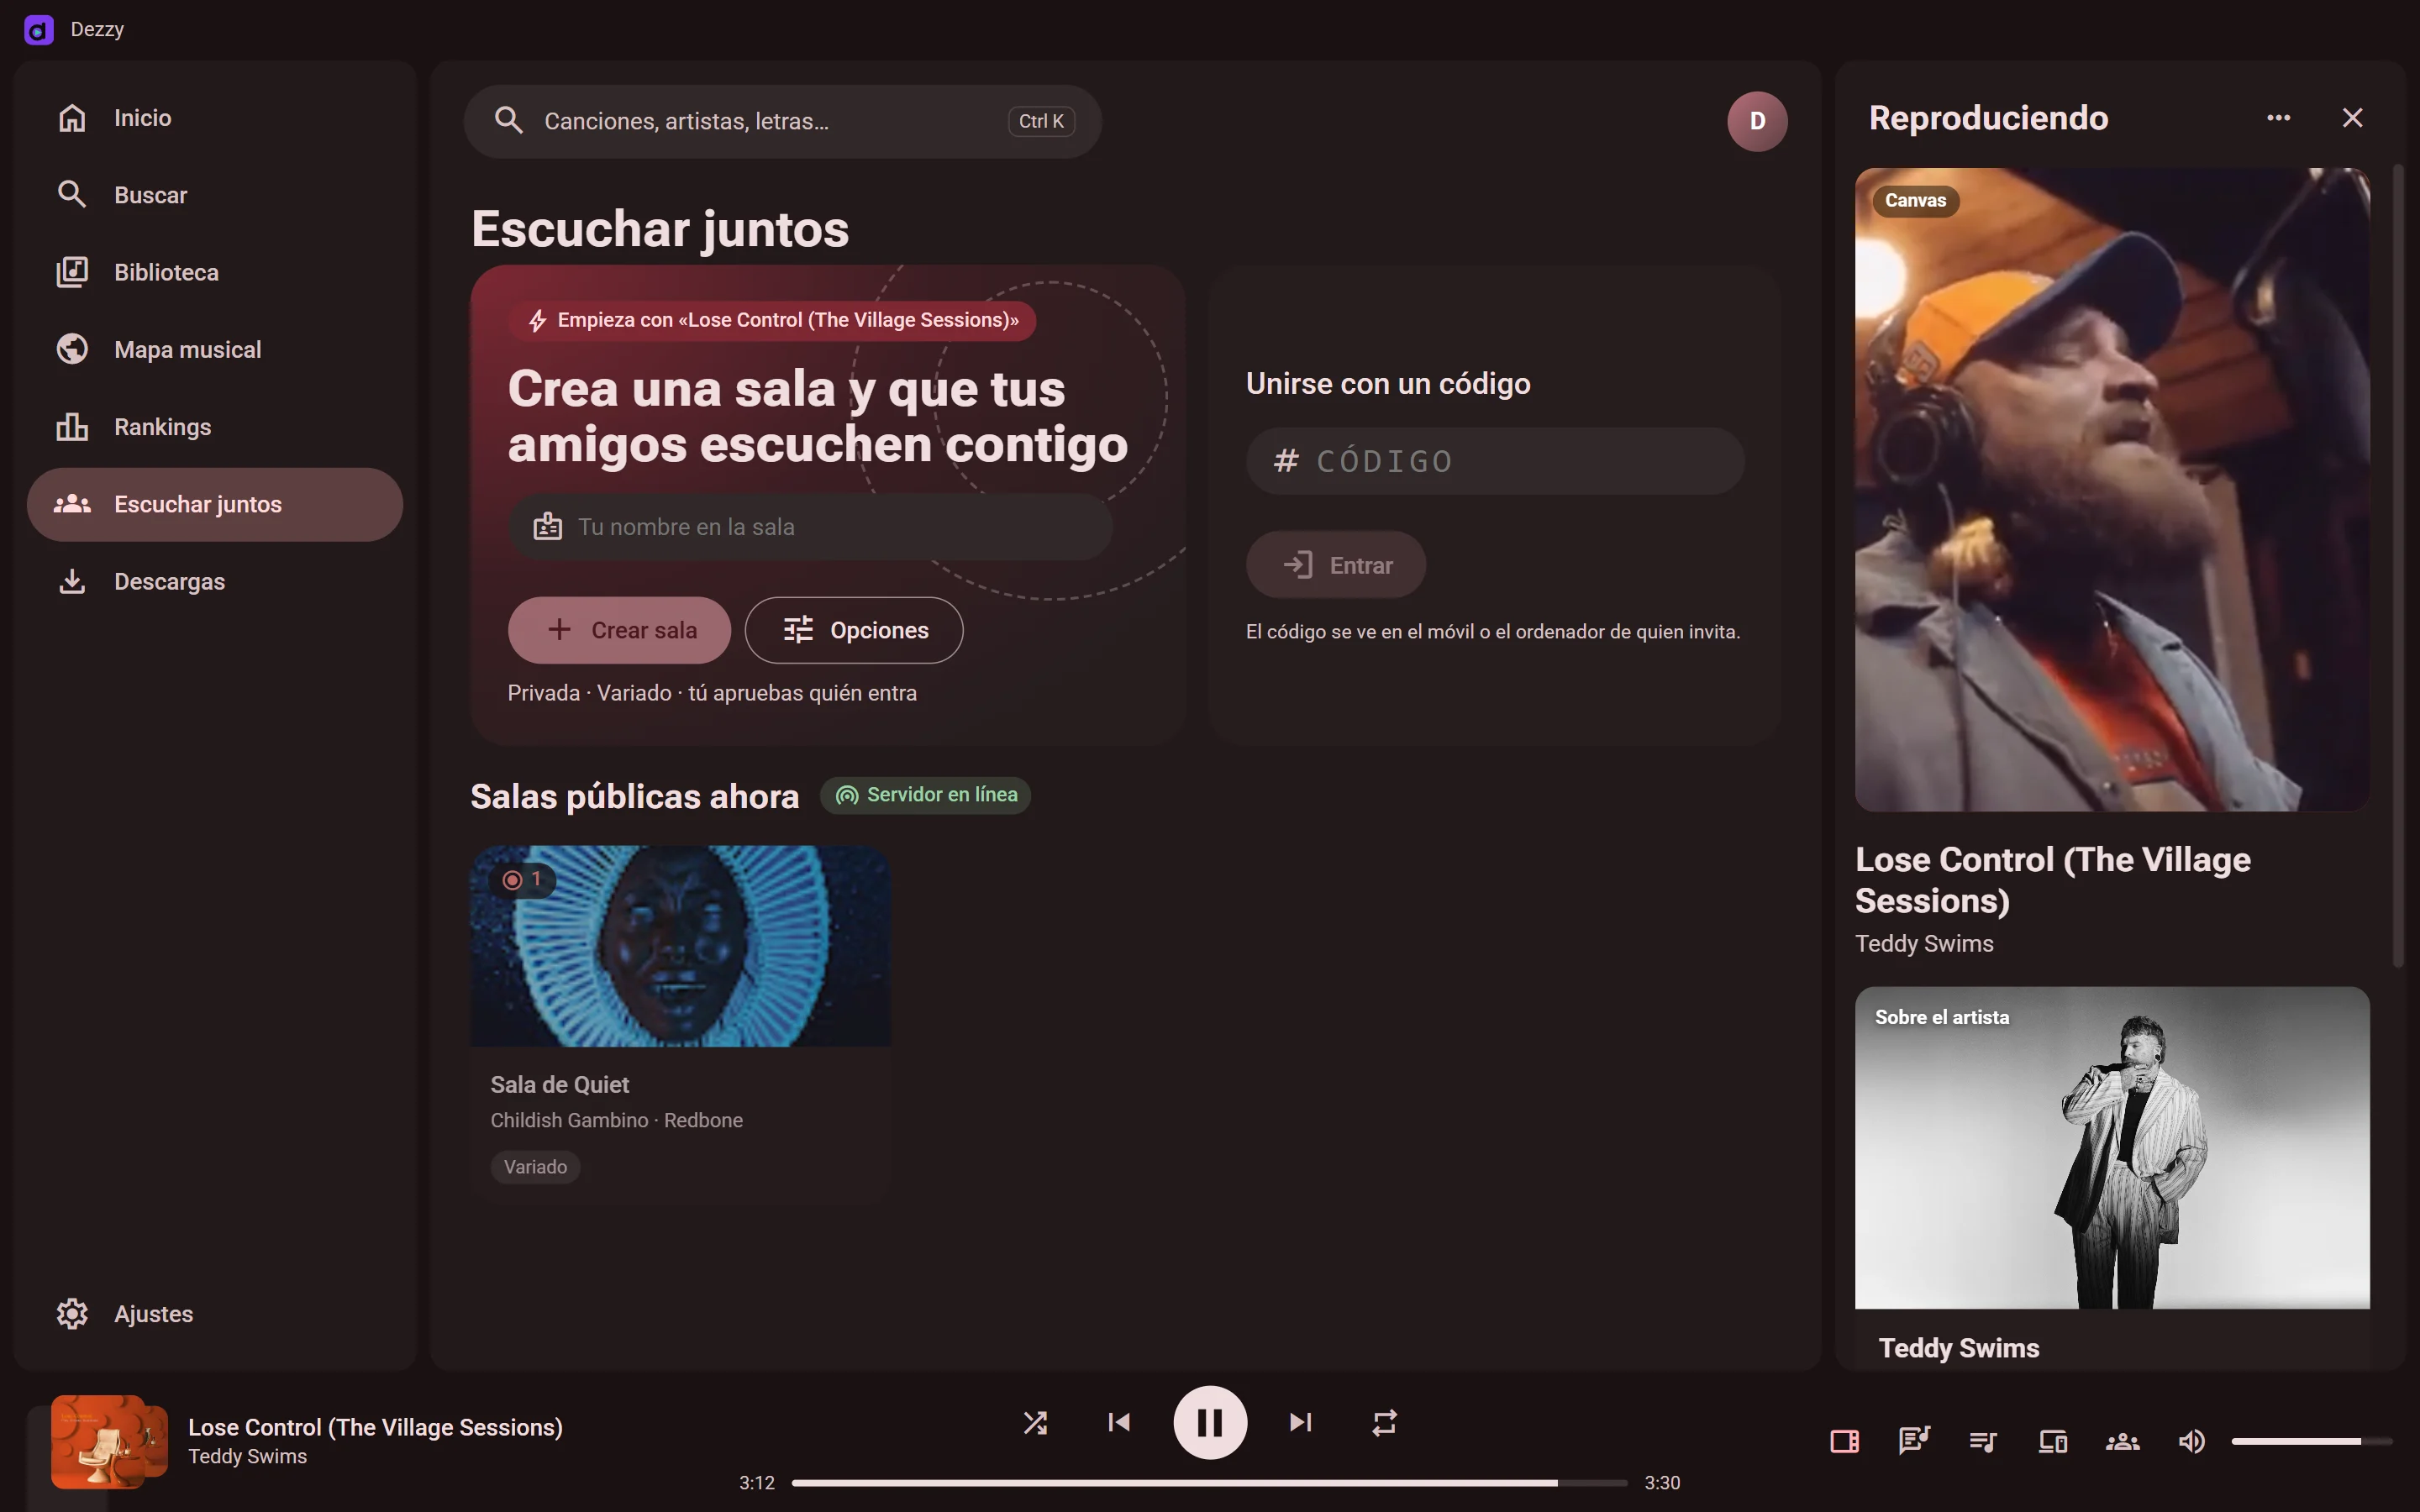 Dezzy
Inicio
Buscar
Biblioteca
Mapa musical
Rankings
Escuchar juntos
Descargas
Ajustes
Canciones, artistas, letras...
Ctrl K
D
Escuchar juntos
Empieza con «Lose Control (The Village Sessions)»
Crea una sala y que tus
amigos escuchen contigo
Tu nombre en la sala
Crear sala
Opciones
Privada · Variado · tú apruebas quién entra
Unirse con un código
# CÓDIGO
Entrar
El código se ve en el móvil o el ordenador de quien invita.
Salas públicas ahora
Servidor en línea
1
Sala de Quiet
Childish Gambino · Redbone
Variado
Reproduciendo
Canvas
Lose Control (The Village
Sessions)
Teddy Swims
Sobre el artista
Teddy Swims
Lose Control (The Village Sessions)
Teddy Swims
3:12
3:30